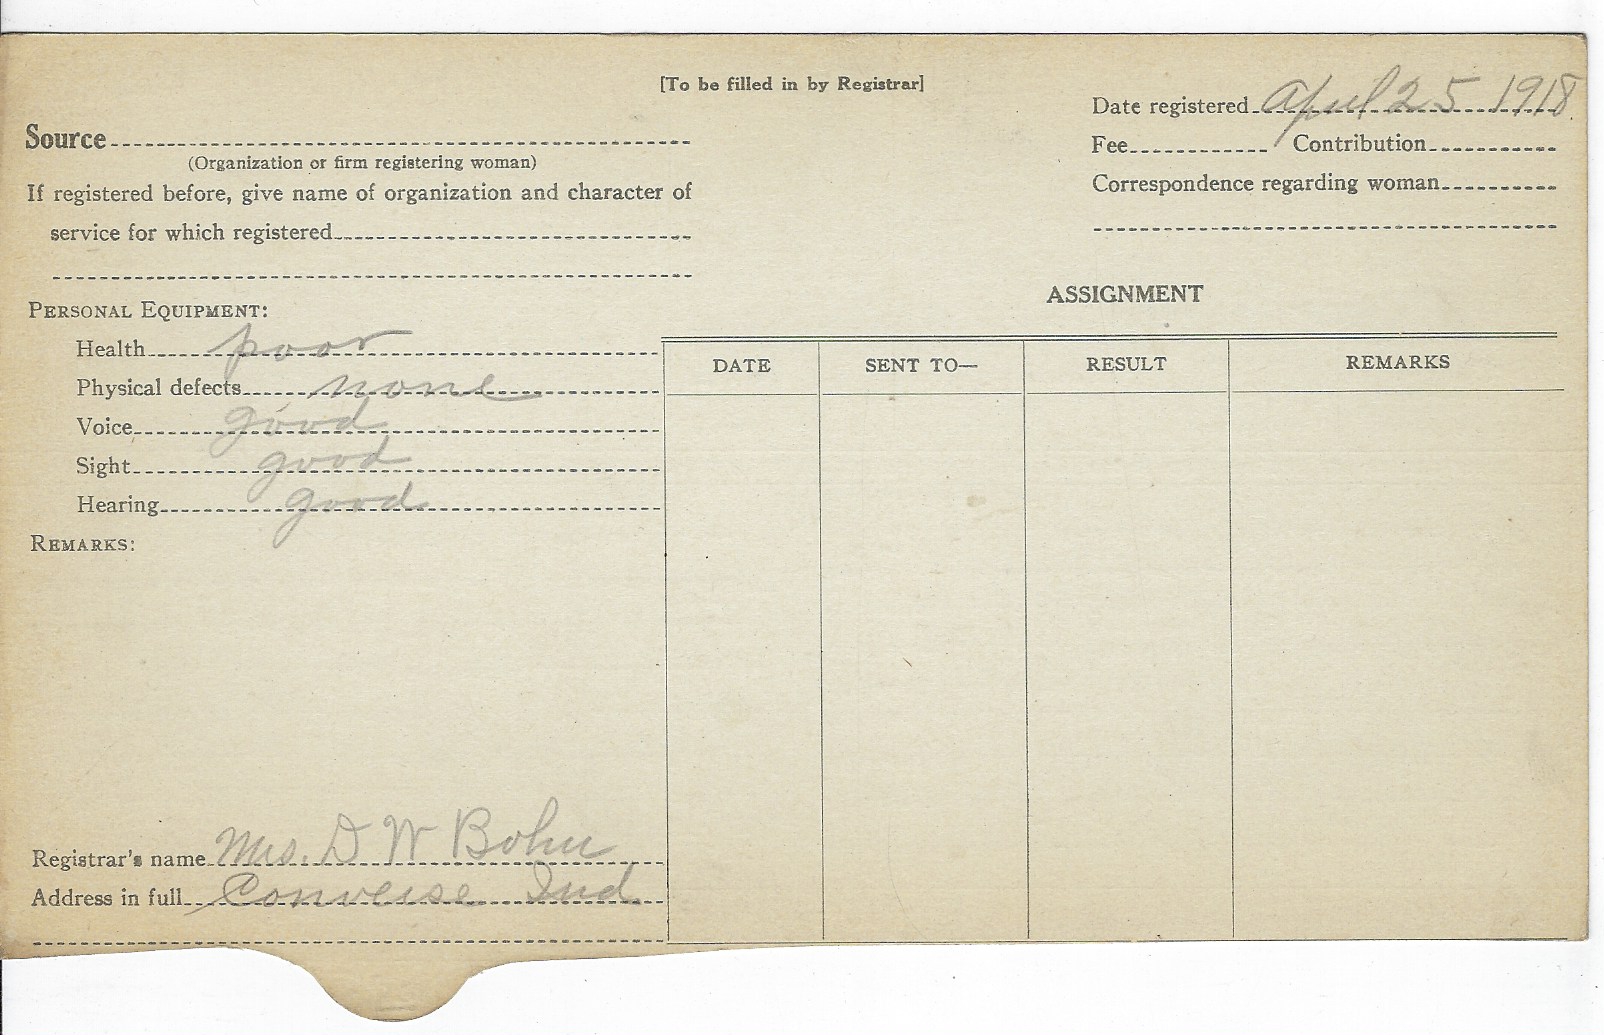 [To be filled in by Registrar]
Date registered April 25 1918
Source
Fee Contribution
(Organization or firm registering woman)
Correspondence regarding woman
If registered before, give name of organization and character of
service for which registered
ASSIGNMENT
PERSONAL EQUIPMENT:
Health poor
Physical defects none
Voice good
Sight good
Hearing good
REMARKS:
DATE SENT TO— RESULT REMARKS
Registrar's name Mrs. D W Bohn
Address in full Converse Ind